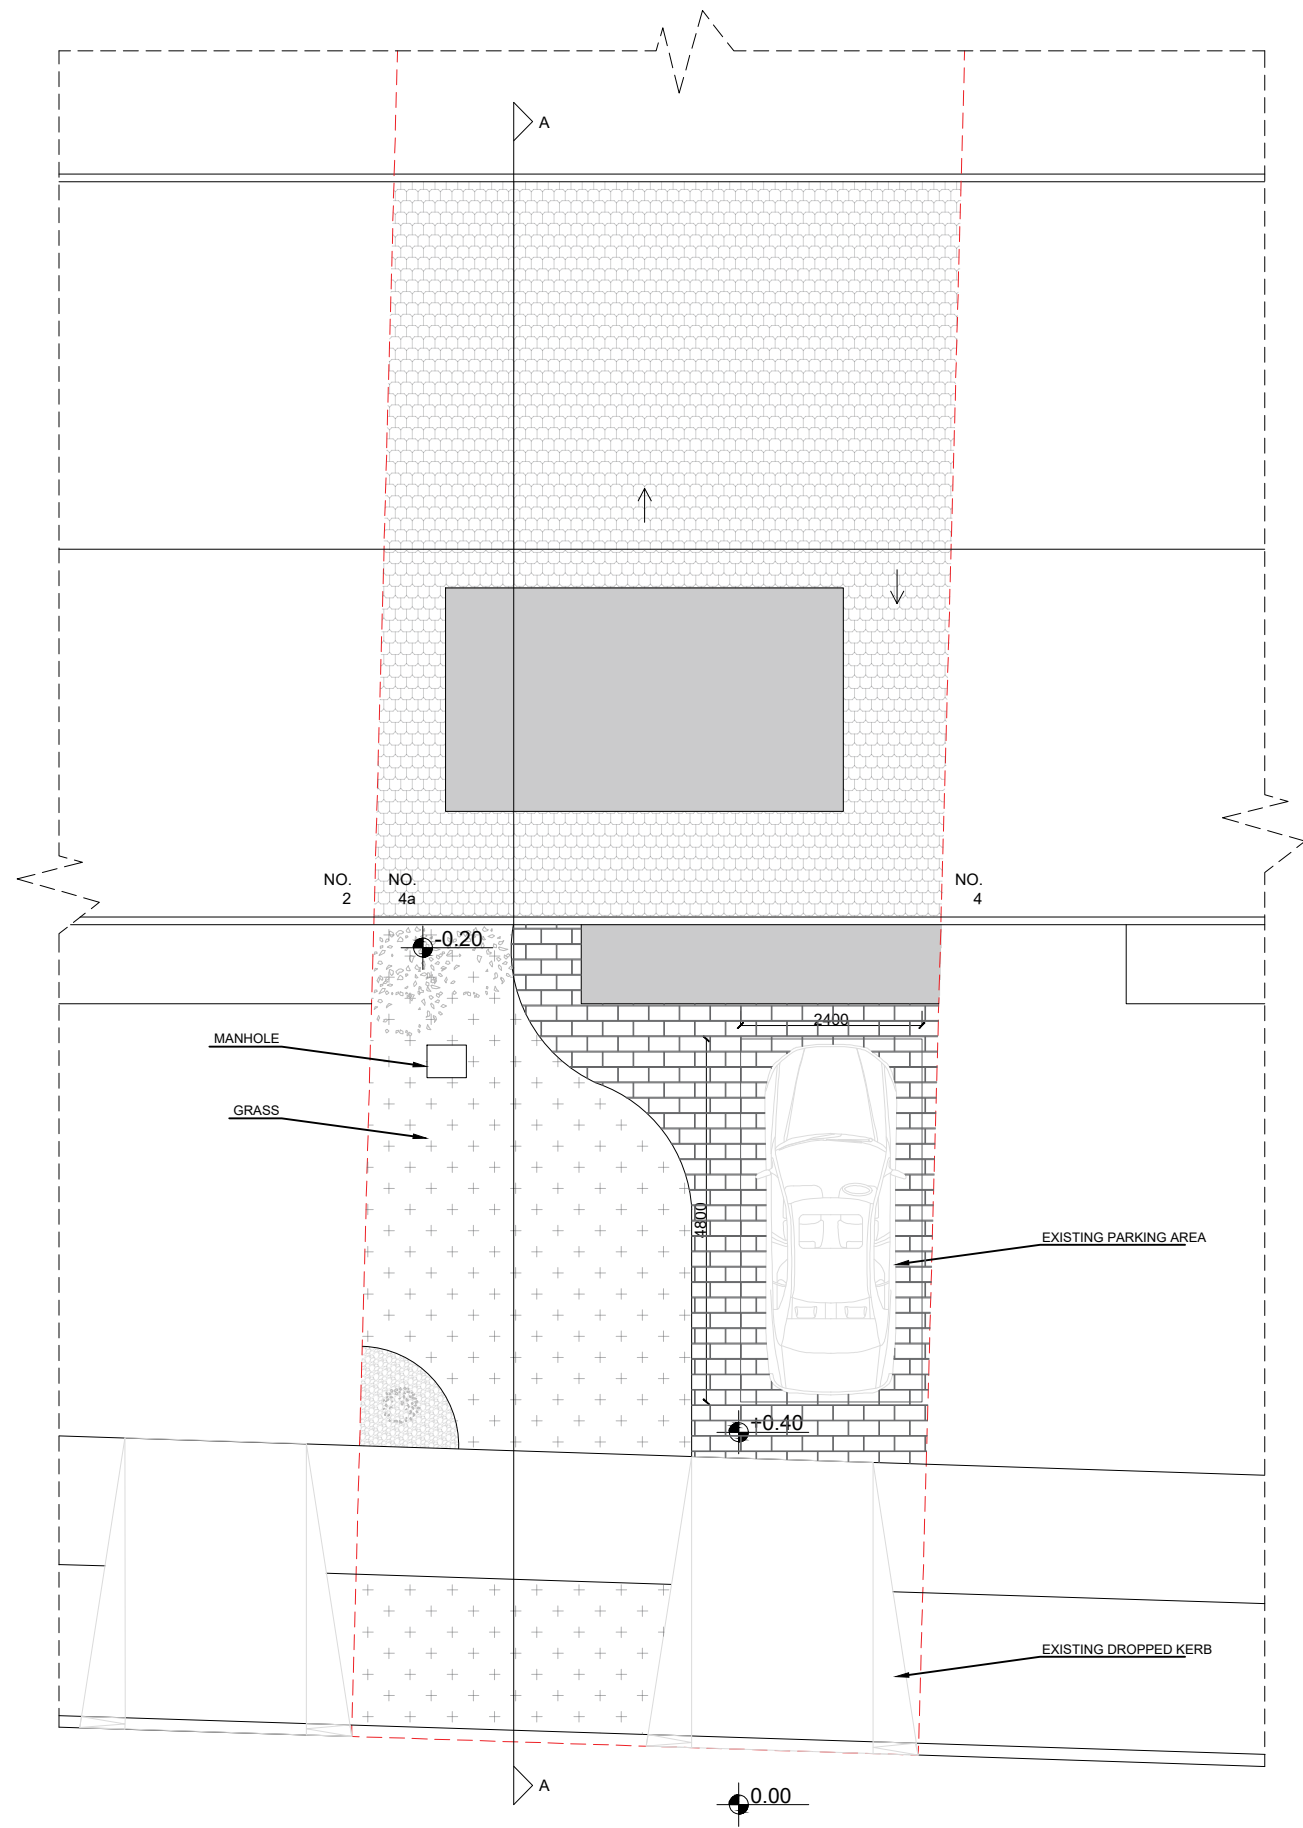 A
NO.
2
NO.
4a
NO.
4
-0.20
2400
MANHOLE
GRASS
4800
EXISTING PARKING AREA
+0.40
EXISTING DROPPED KERB
A
0.00